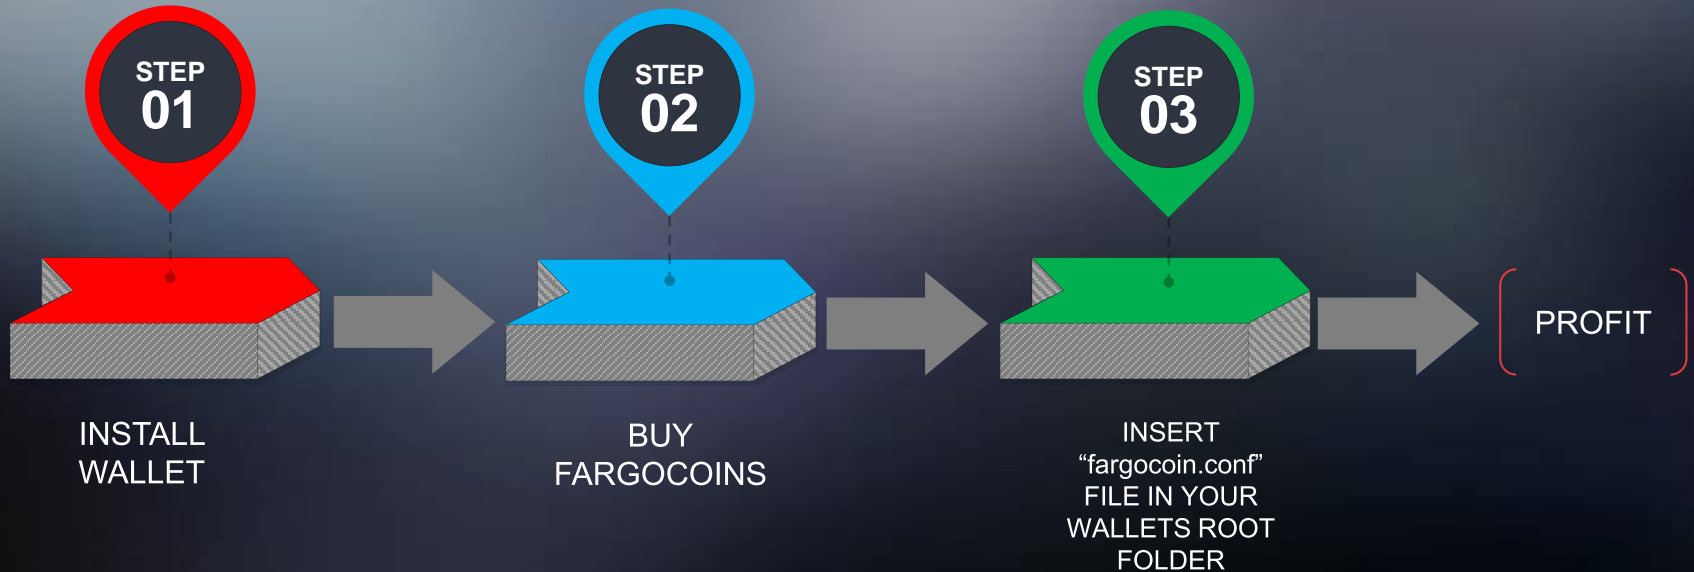 STEP
01
STEP
02
STEP
03
PROFIT
INSTALL
WALLET
BUY
FARGOCOINS
INSERT
“fargocoin.conf”
FILE IN YOUR
WALLETS ROOT
FOLDER